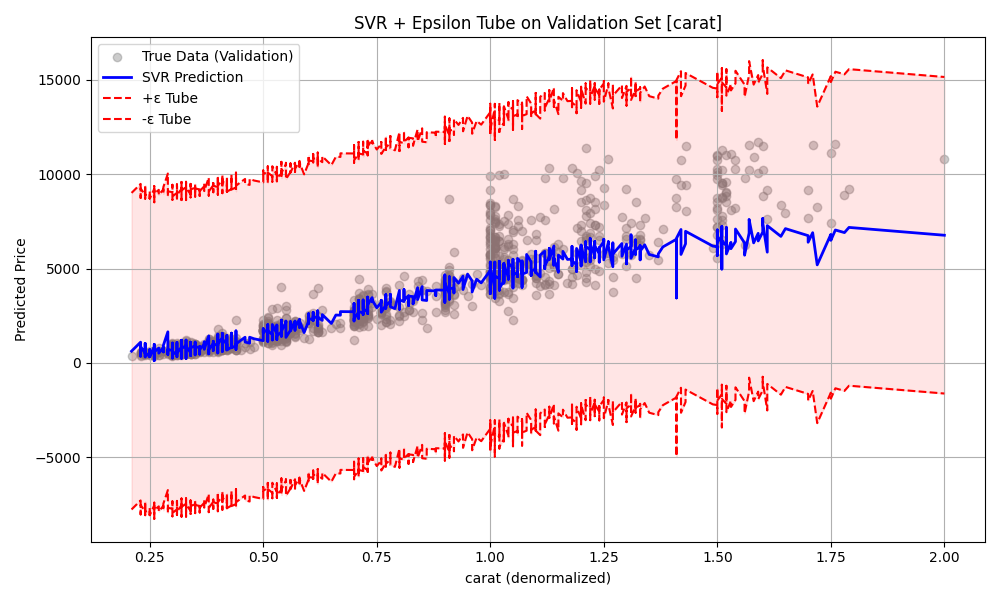 SVR + Epsilon Tube on Validation Set [carat]
True Data (Validation)
SVR Prediction
+ε Tube
-ε Tube
Predicted Price
15000
10000
5000
0
−5000
0.25 0.50 0.75 1.00 1.25 1.50 1.75 2.00
carat (denormalized)